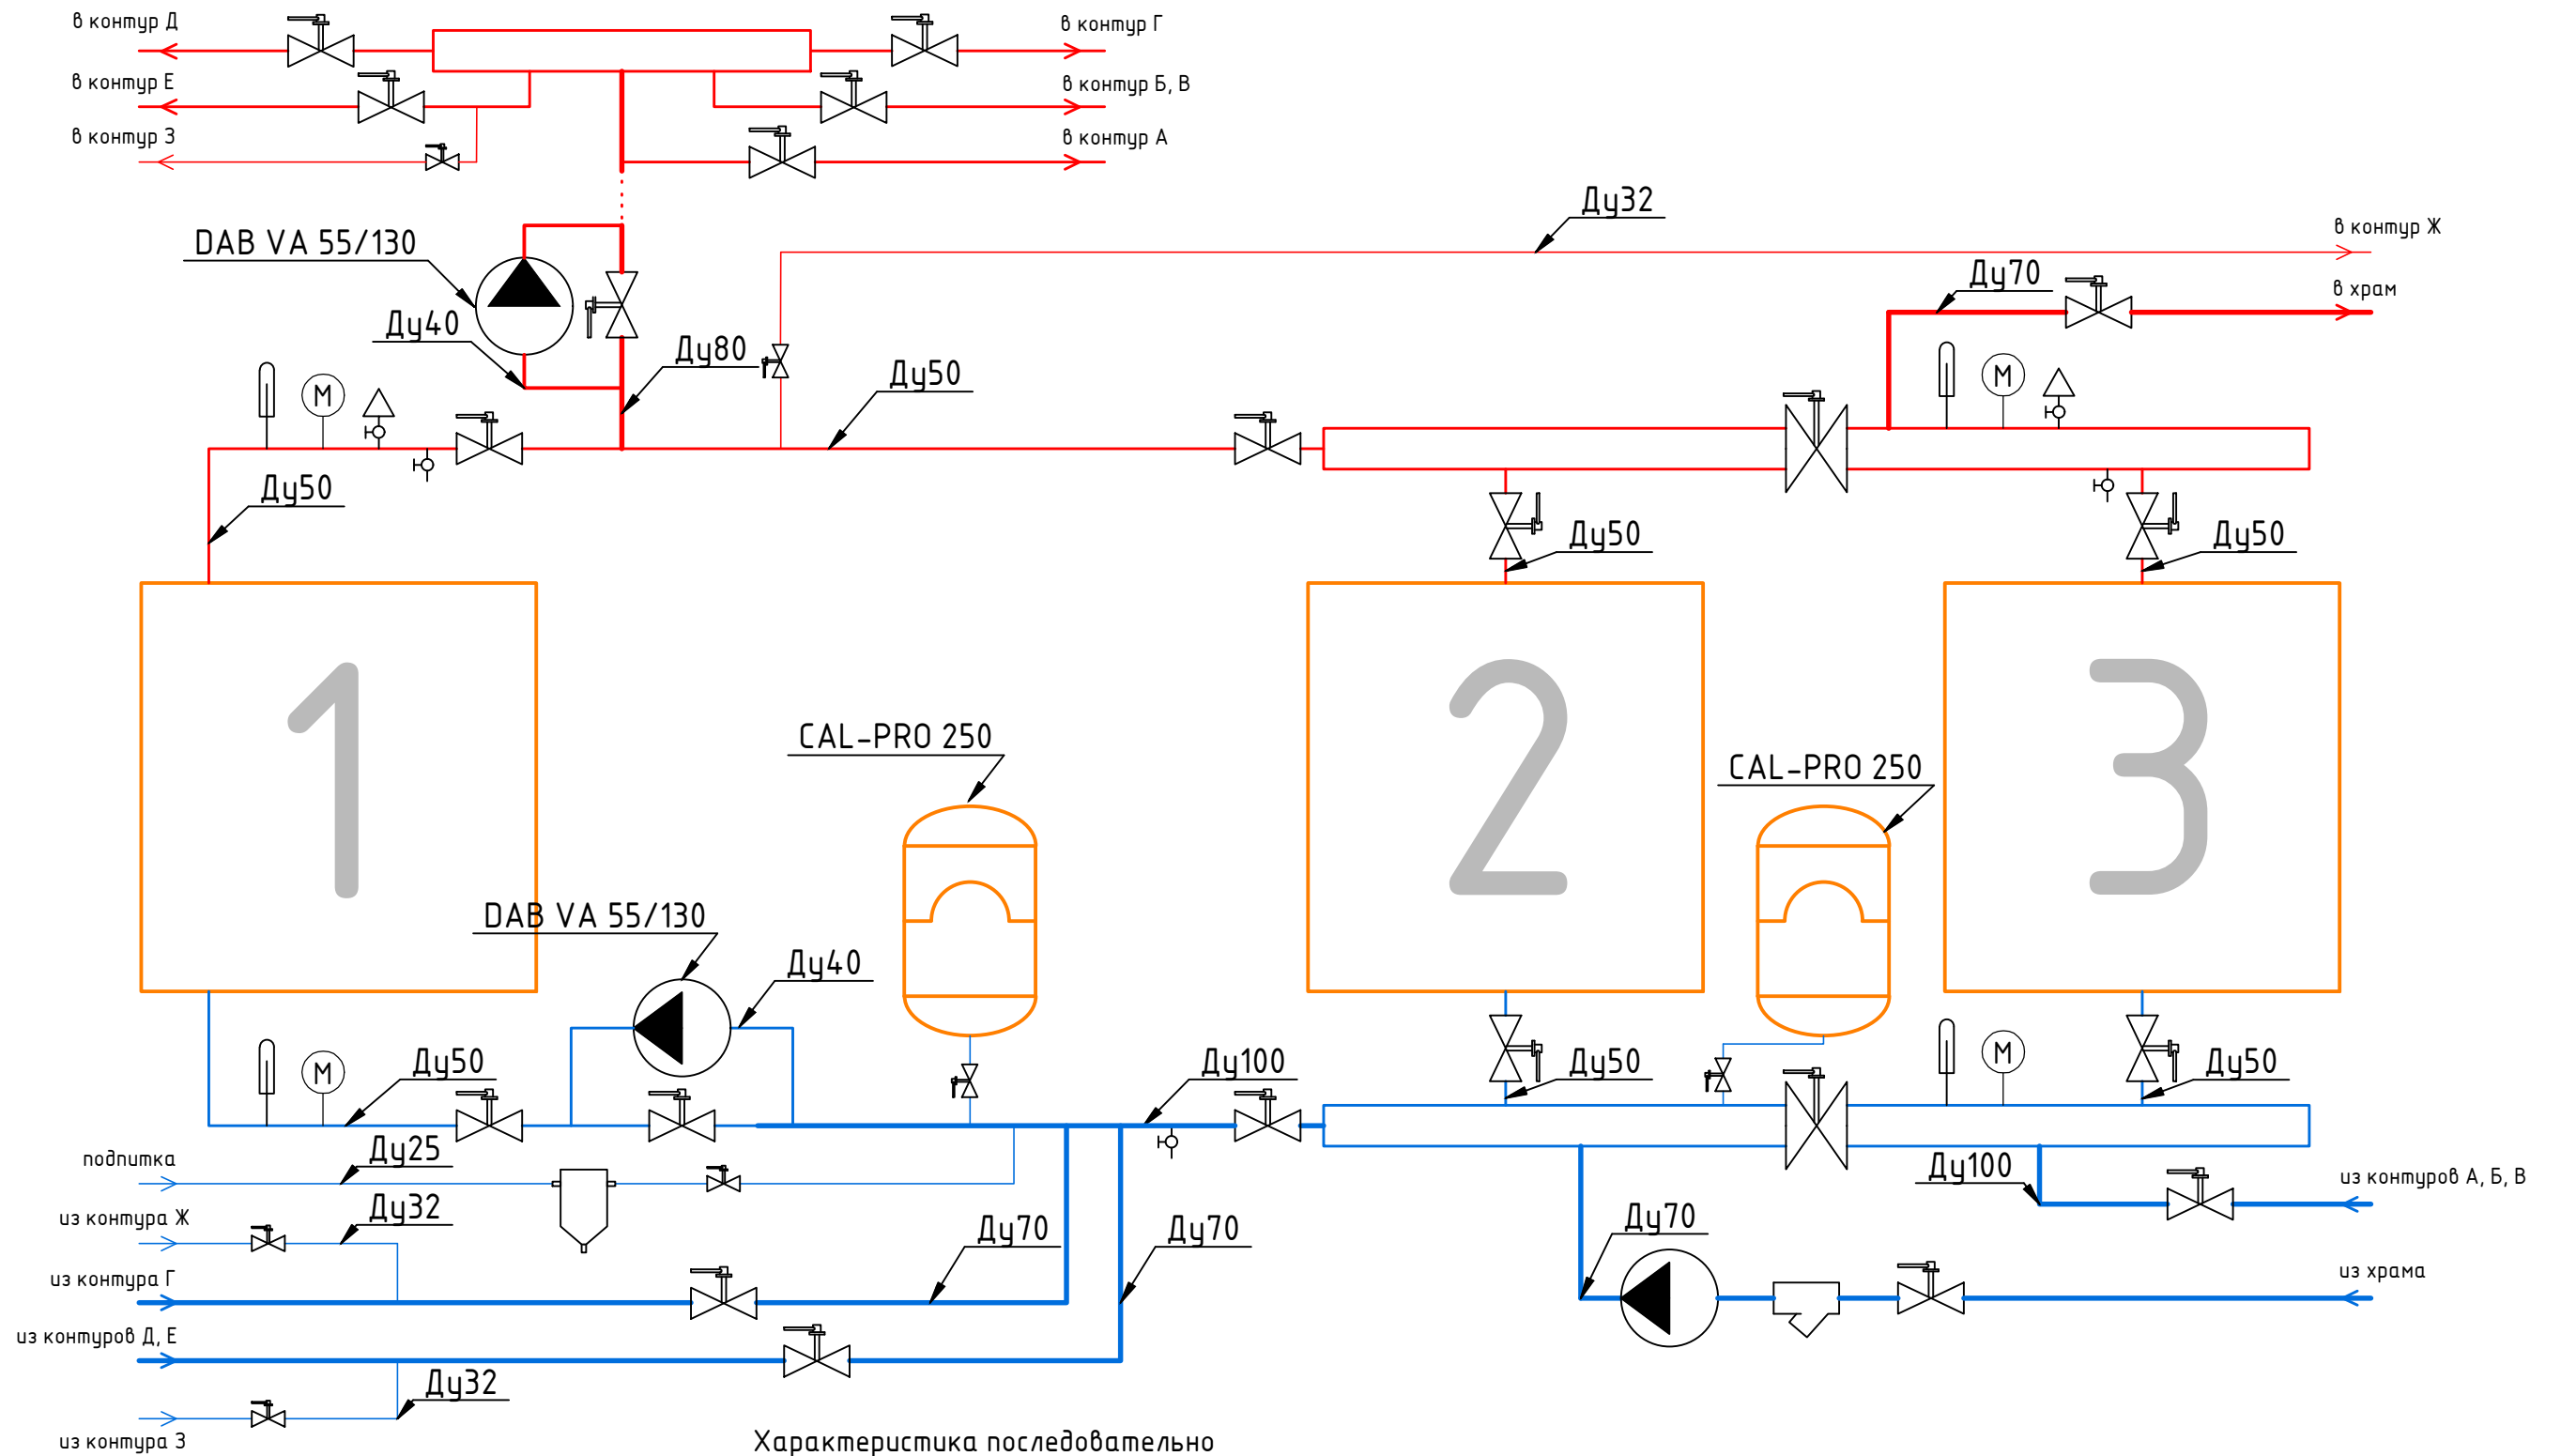 в контур Д
в контур Г
в контур Е
в контур Б, В
в контур З
в контур А
Ду32
в контур Ж
DAB VA 55/130
Ду70
в храм
Ду40
Ду80
Ду50
М
М
Ду50
Ду50
Ду50
1
2
3
CAL-PRO 250
CAL-PRO 250
DAB VA 55/130
Ду40
М
Ду50
Ду100
Ду50
М
Ду50
подпитка
Ду25
Ду100
из контуров А, Б, В
из контура Ж
Ду32
Ду70
Ду70
Ду70
из контура Г
из храма
из контуров Д, Е
Ду32
из контура З
Характеристика последовательно